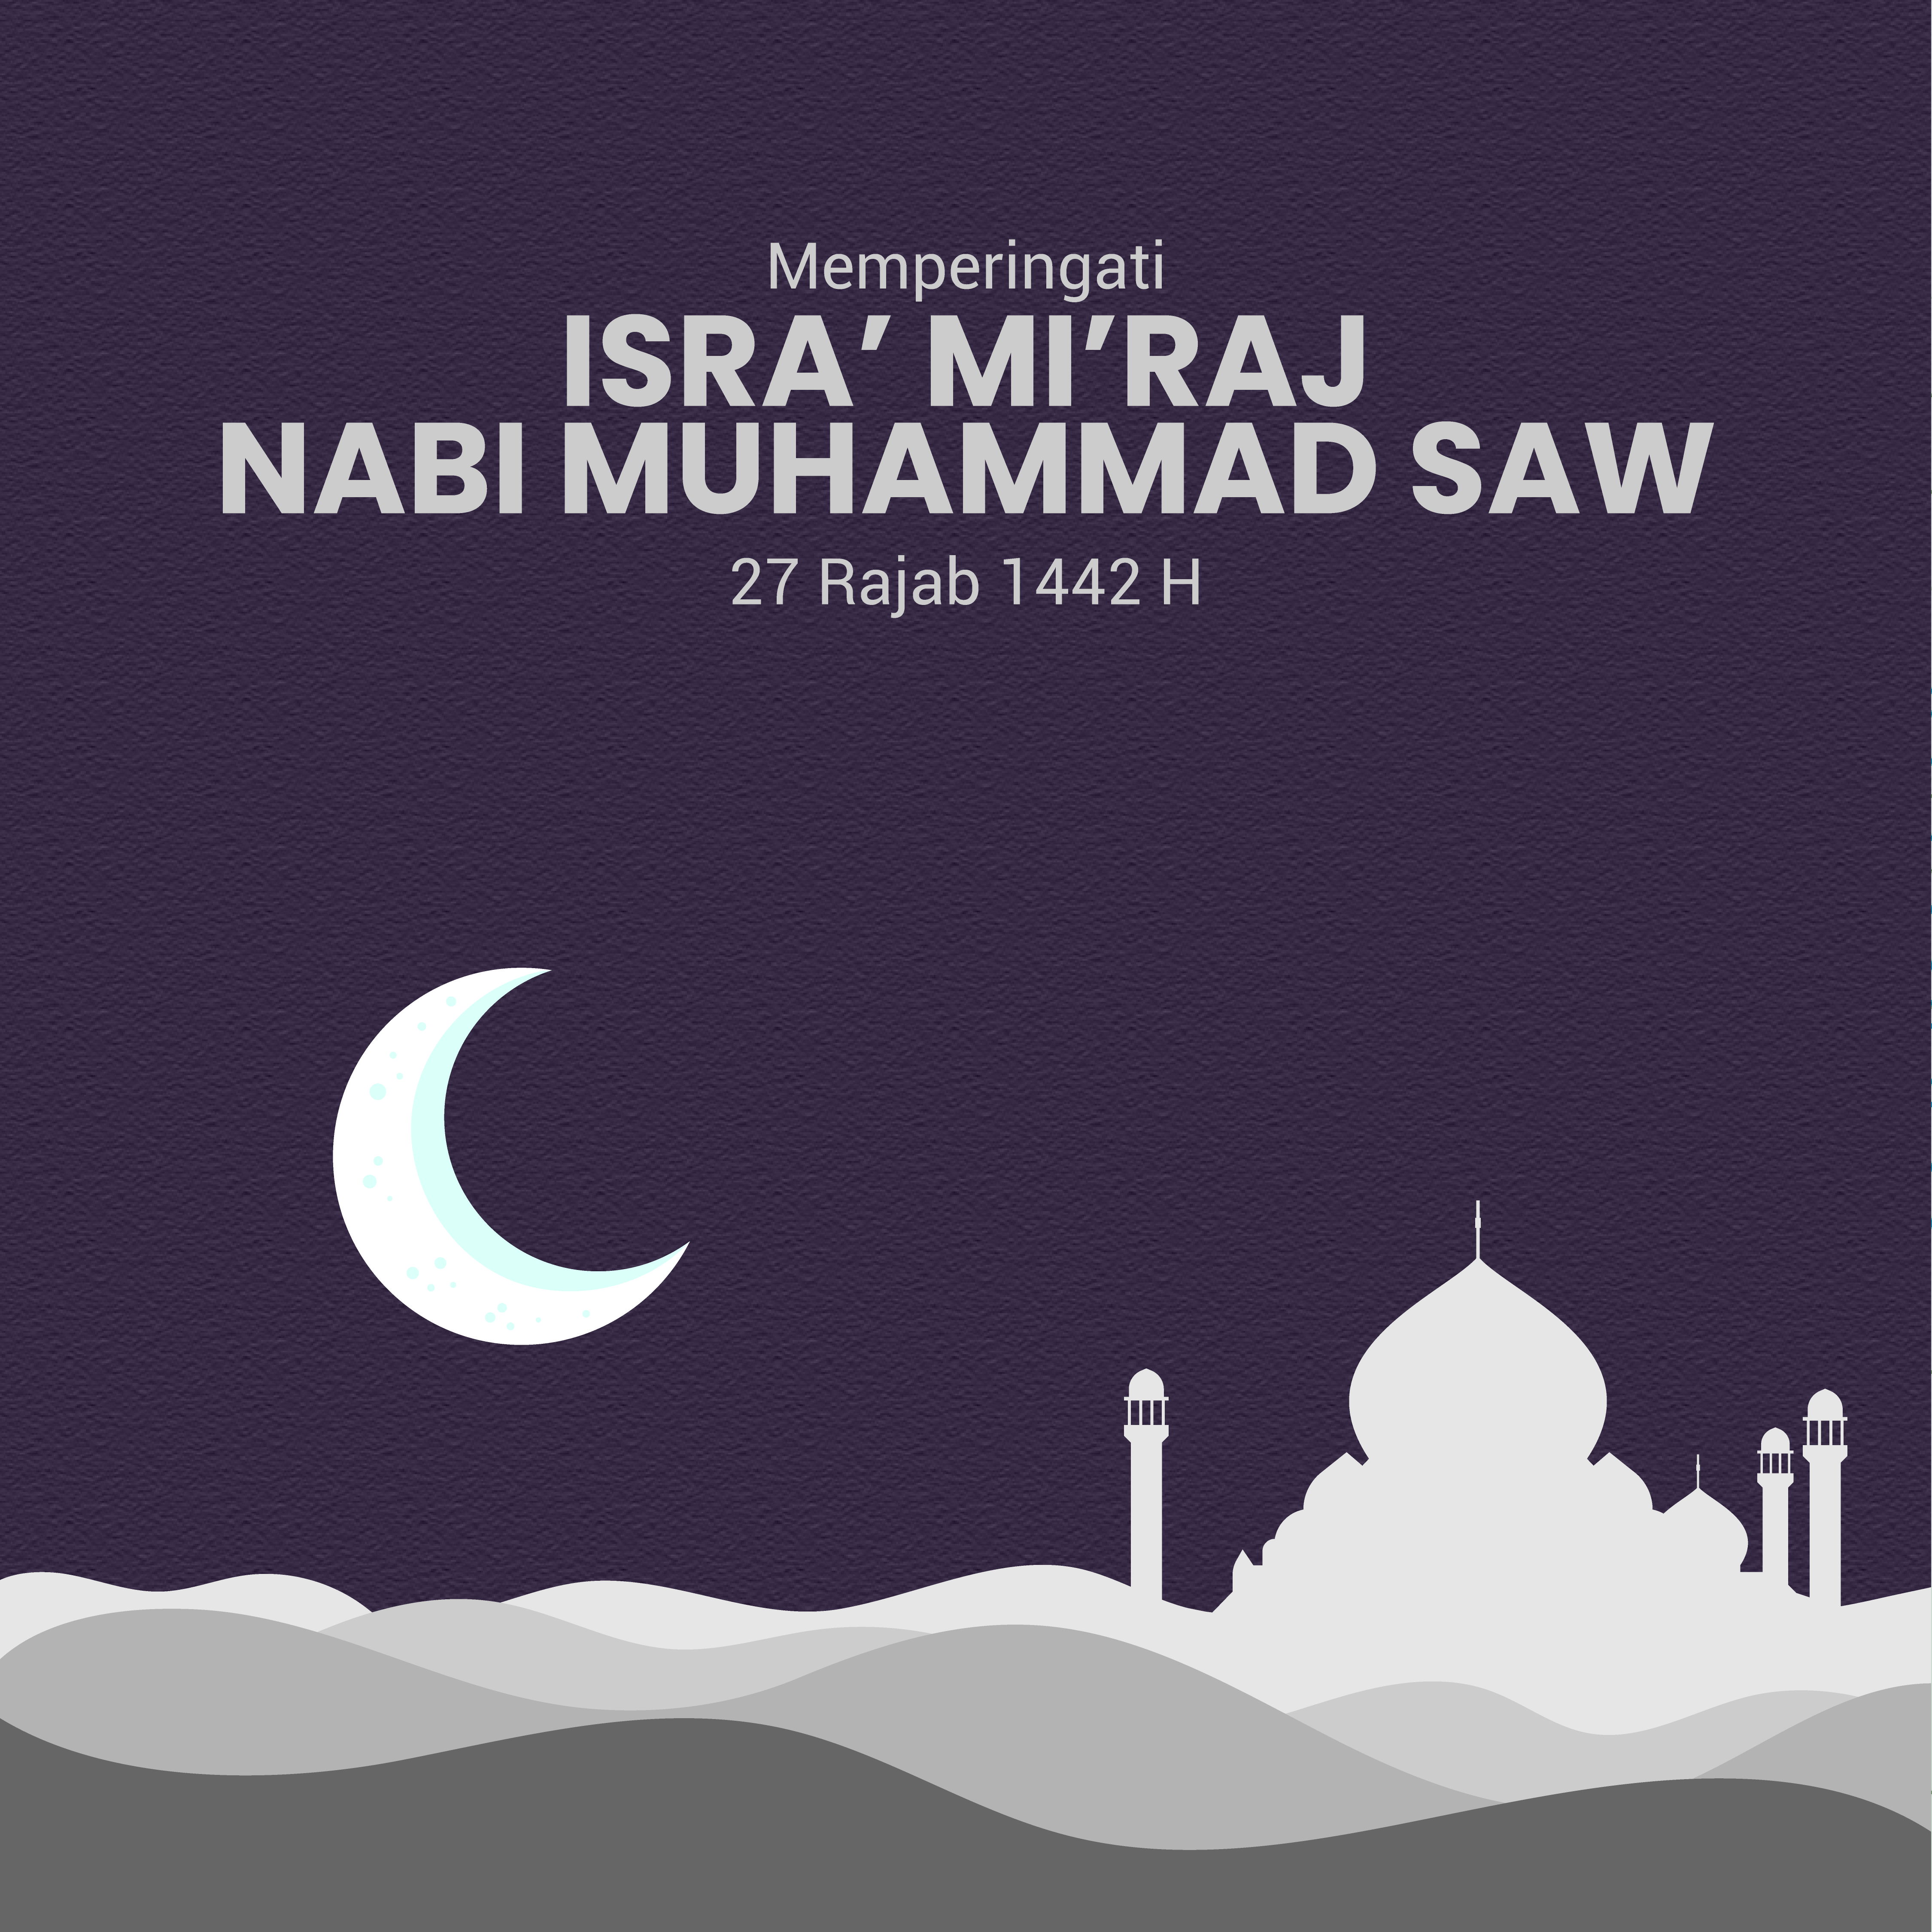 Memperingati
ISRA’ MI’RAJ
NABI MUHAMMAD SAW
27 Rajab 1442 H